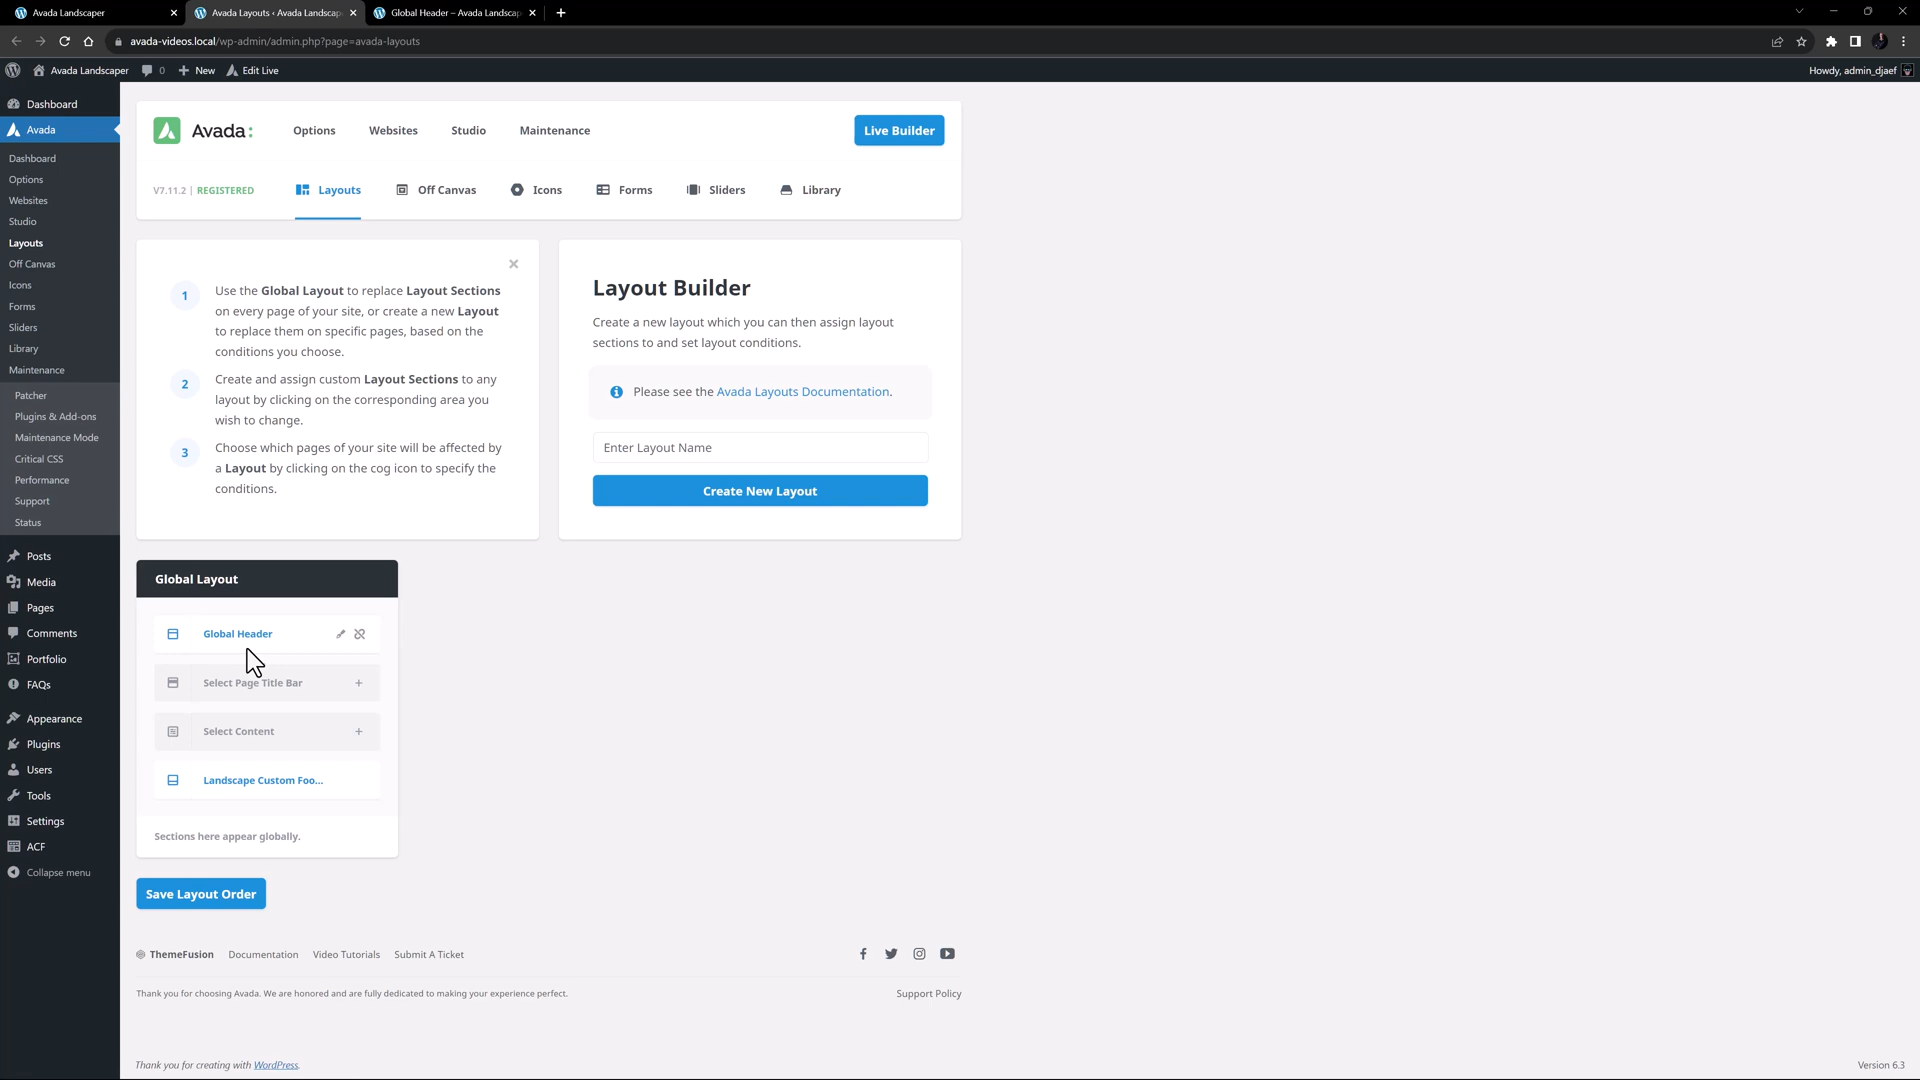 Avada Landscaper
Avada Layouts ‹ Avada Landscap
Global Header – Avada Landscap
avada-videos.local/wp-admin/admin.php?page=avada-layouts
Avada Landscaper 0 New Edit Live
Howdy, admin_djaef
Dashboard
Avada
Dashboard
Options
Websites
Studio
Layouts
Off Canvas
Icons
Forms
Sliders
Library
Maintenance
Patcher
Plugins & Add-ons
Maintenance Mode
Critical CSS
Performance
Support
Status
Posts
Media
Pages
Comments
Portfolio
FAQs
Appearance
Plugins
Users
Tools
Settings
ACF
Collapse menu
Avada: Options Websites Studio Maintenance Live Builder
V7.11.2 | REGISTERED Layouts Off Canvas Icons Forms Sliders Library
1 Use the Global Layout to replace Layout Sections
on every page of your site, or create a new Layout
to replace them on specific pages, based on the
conditions you choose.
2 Create and assign custom Layout Sections to any
layout by clicking on the corresponding area you
wish to change.
3 Choose which pages of your site will be affected by
a Layout by clicking on the cog icon to specify the
conditions.
Layout Builder
Create a new layout which you can then assign layout
sections to and set layout conditions.
Please see the Avada Layouts Documentation.
Enter Layout Name
Create New Layout
Global Layout
Global Header
Select Page Title Bar +
Select Content +
Landscape Custom Foo...
Sections here appear globally.
Save Layout Order
ThemeFusion Documentation Video Tutorials Submit A Ticket
Thank you for choosing Avada. We are honored and are fully dedicated to making your experience perfect.
Support Policy
Thank you for creating with WordPress.
Version 6.3